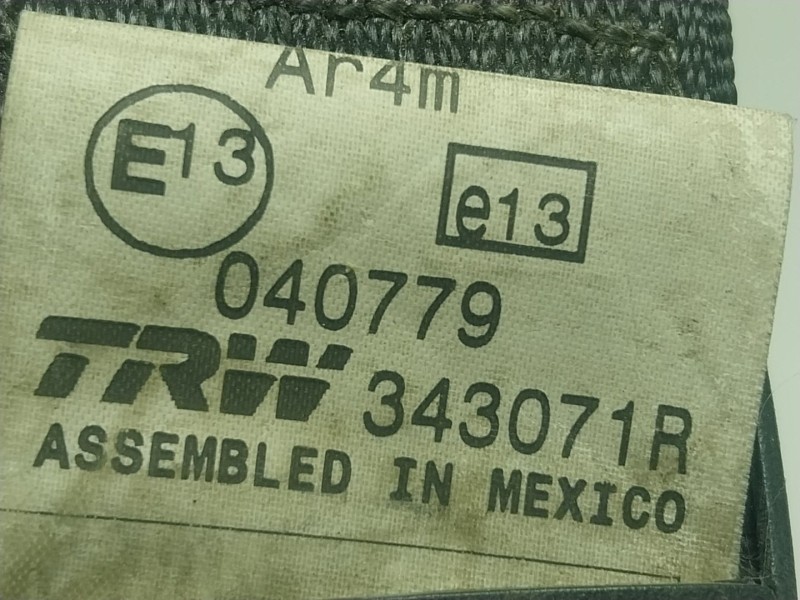 Ar4m
E13
e13
040779
TRW 343071R
ASSEMBLED IN MEXICO